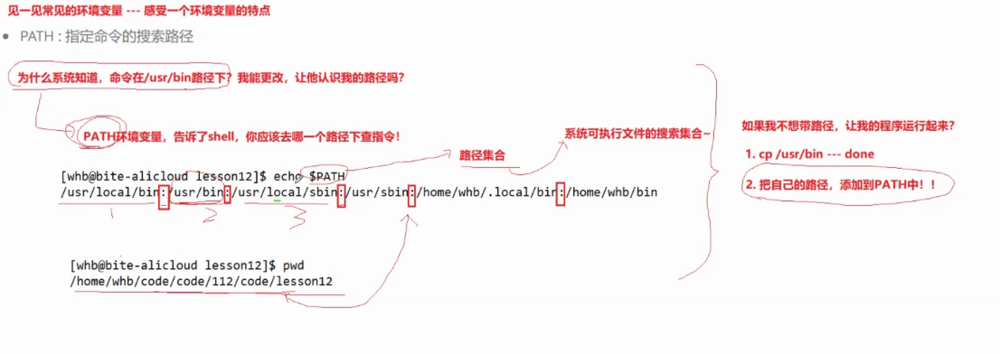 见一见常见的环境变量 --- 感受一个环境变量的特点
PATH : 指定命令的搜索路径
为什么系统知道，命令在/usr/bin路径下？我能更改，让他认识我的路径吗？
PATH环境变量，告诉了shell，你应该去哪一个路径下查指令！
路径集合
系统可执行文件的搜索集合~
[whb@bite-alicloud lesson12]$ echo $PATH
/usr/local/bin:/usr/bin:/usr/local/sbin:/usr/sbin:/home/whb/.local/bin:/home/whb/bin
1 2 3
[whb@bite-alicloud lesson12]$ pwd
/home/whb/code/code/112/code/lesson12
如果我不想带路径，让我的程序运行起来？
1. cp /usr/bin --- done
2. 把自己的路径，添加到PATH中！！